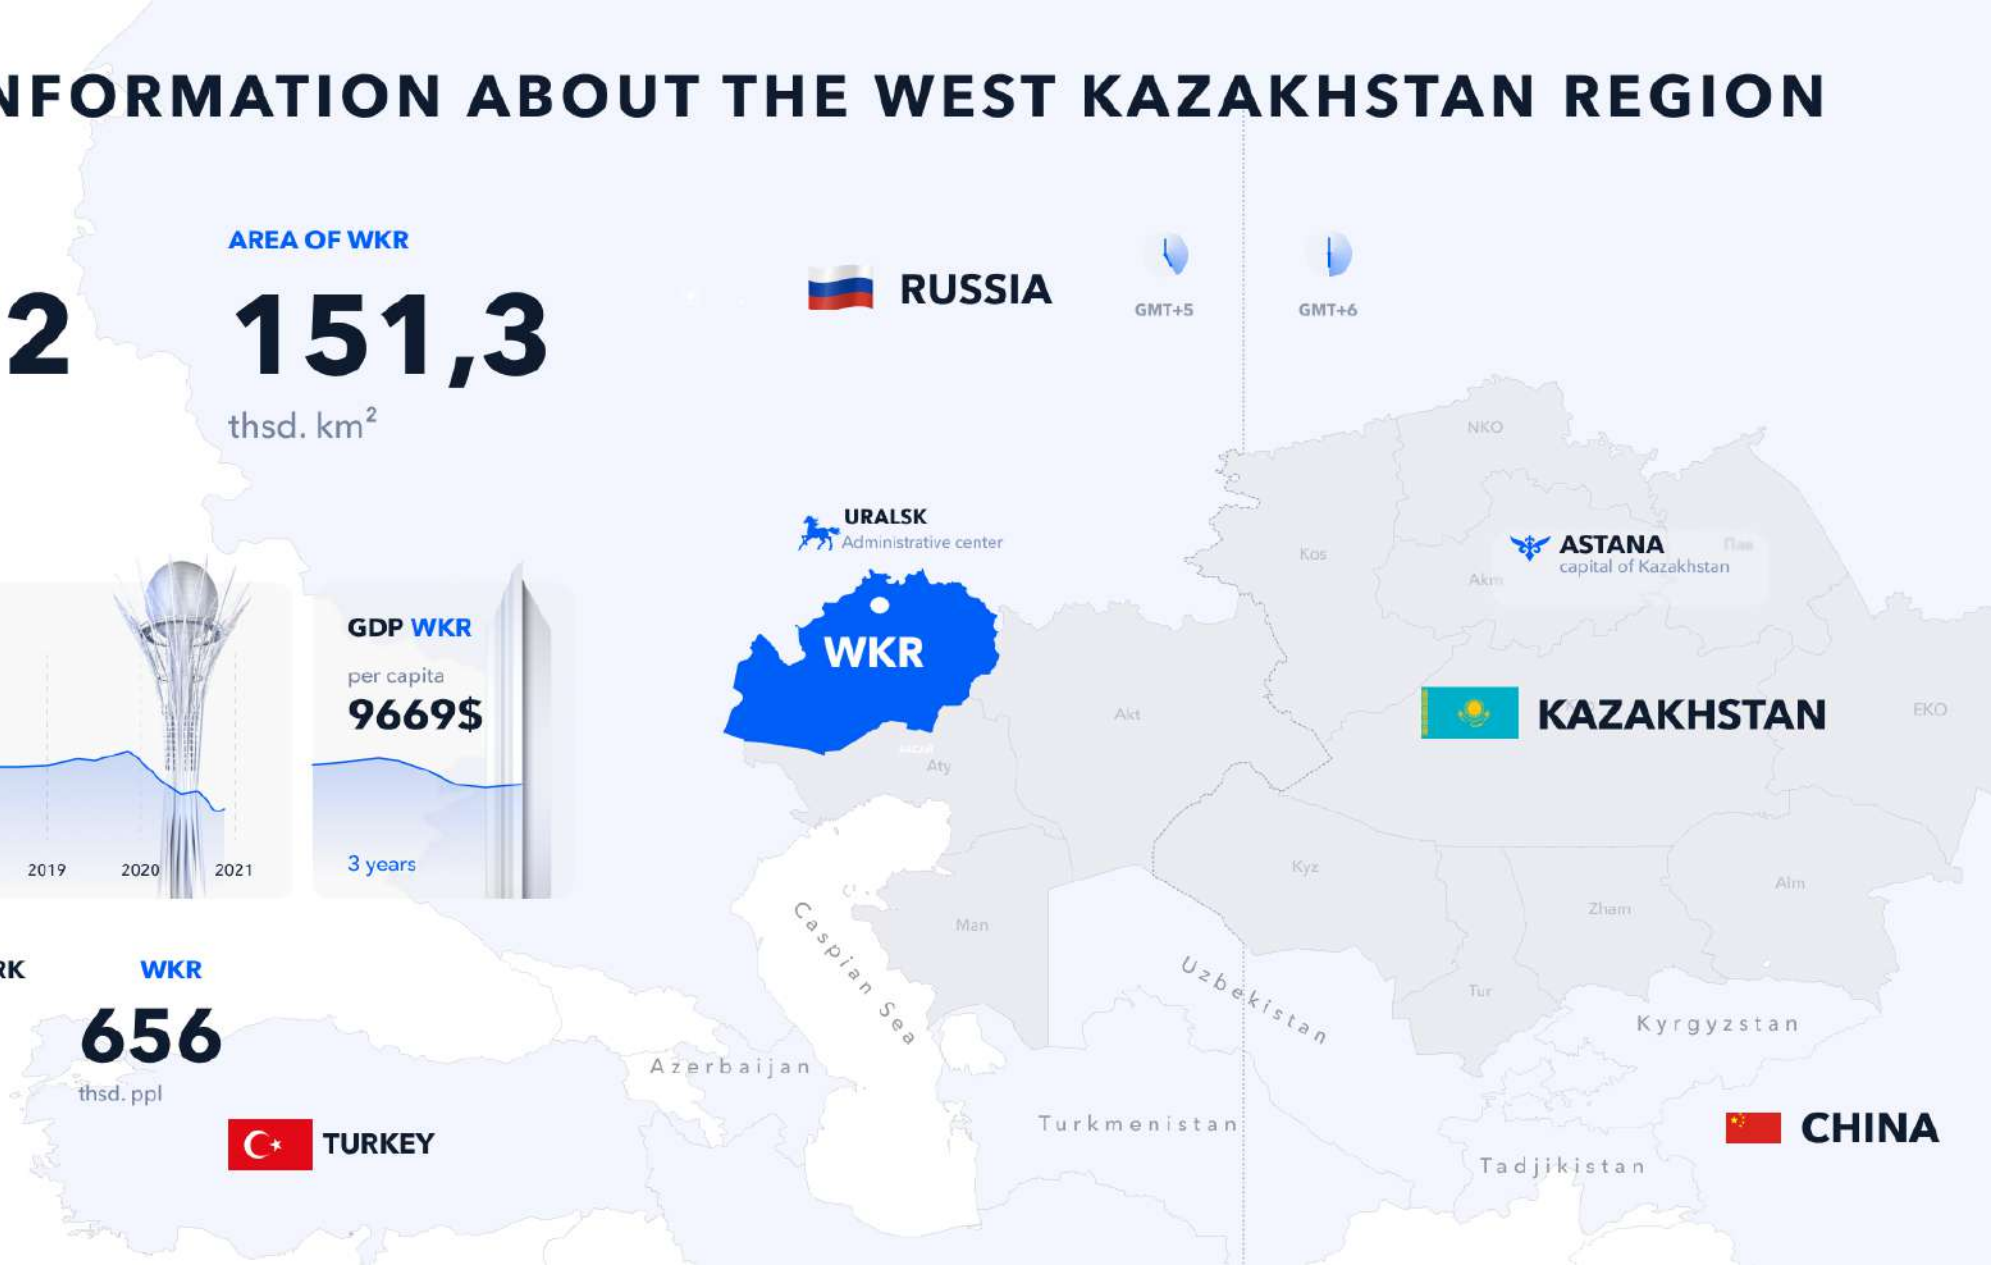 NFORMATION ABOUT THE WEST KAZAKHSTAN REGION
AREA OF WKR
2
151,3
thsd. km²
RUSSIA
GMT+5
GMT+6
NKO
URALSK
Administrative center
Kos
ASTANA
capital of Kazakhstan
Пав
Akm
GDP WKR
per capita
9669$
WKR
Akt
KAZAKHSTAN
EKO
Aty
2019
2020
2021
3 years
Kyz
Alm
Zham
Man
Caspian Sea
Uzbekistan
RK
WKR
656
thsd. ppl
Tur
Kyrgyzstan
Azerbaijan
Turkmenistan
TURKEY
CHINA
Tadjikistan